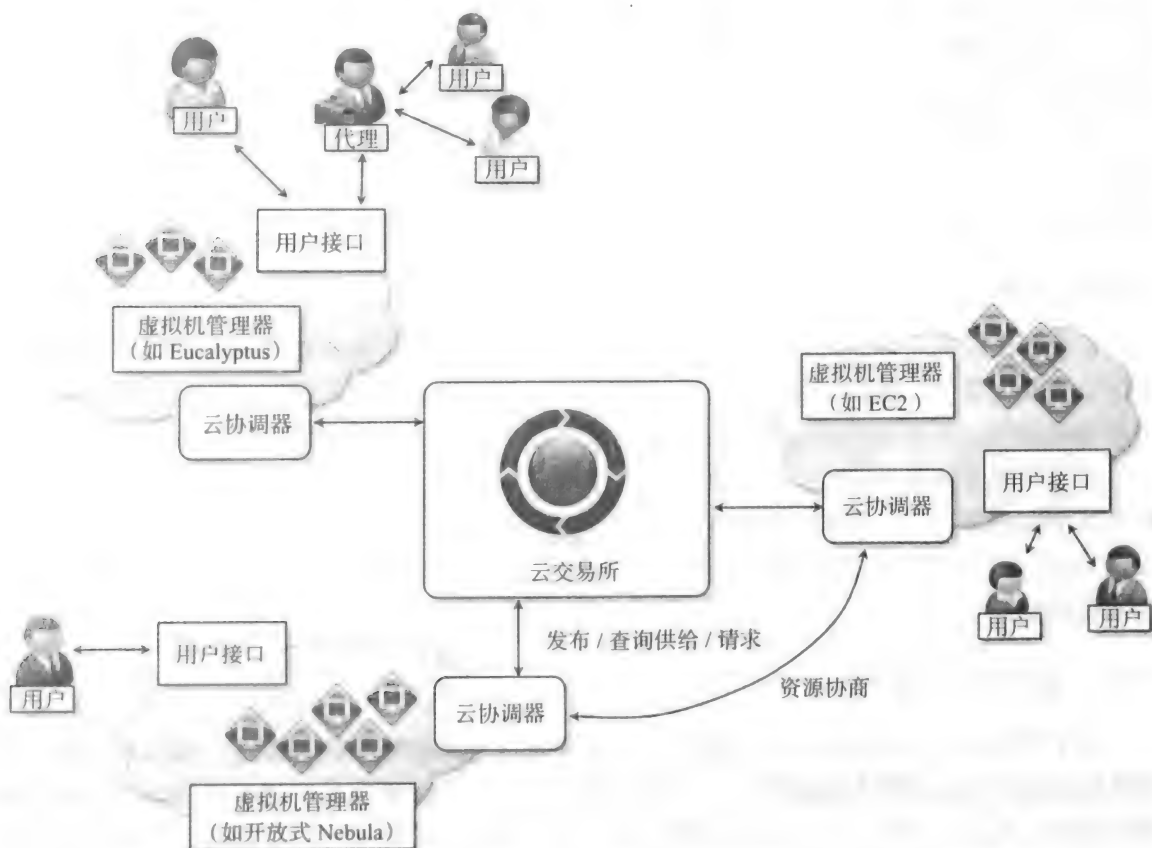 用户
用户
代理
用户
用户接口
虚拟机管理器
（如 Eucalyptus）
云协调器
云交易所
虚拟机管理器
（如 EC2）
用户接口
云协调器
用户
用户
用户
用户接口
发布 / 查询供给 / 请求
资源协商
云协调器
虚拟机管理器
（如开放式 Nebula）